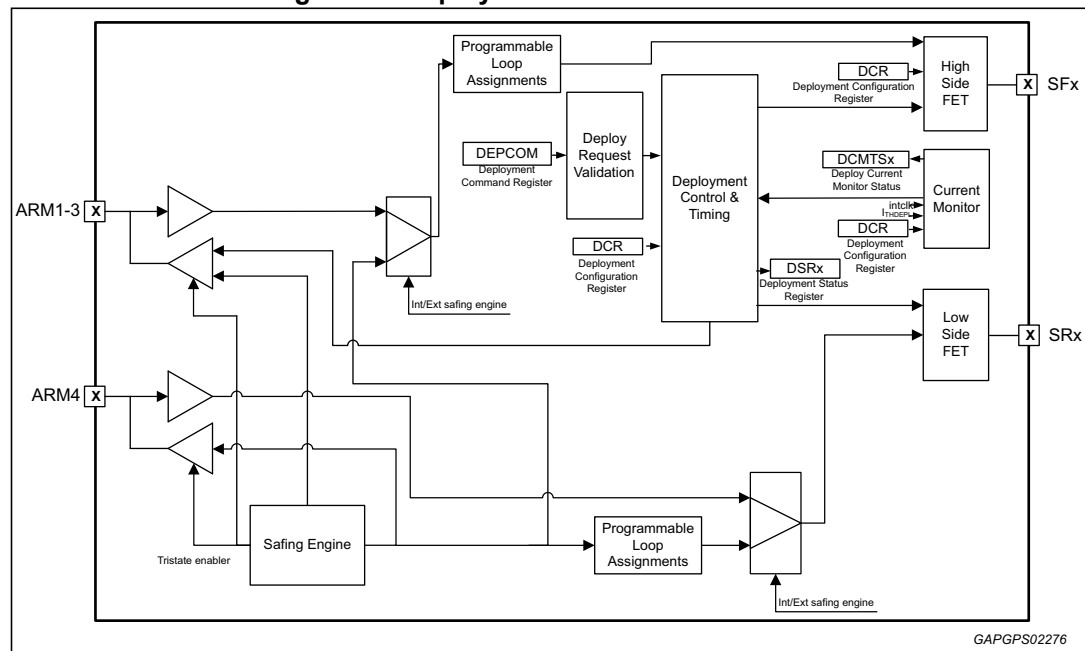 Programmable
Loop
Assignments
High
Side
FET
DCR
Deployment Configuration
Register
X
SFx
DEPCOM
Deployment
Command Register
Deploy
Request
Validation
Deployment
Control &
Timing
DCMTSx
Deploy Current
Monitor Status
Current
Monitor
intclk
ITHDEPL
DCR
Deployment
Configuration
Register
ARM1-3
X
DCR
Deployment
Configuration
Register
DSRx
Deployment Status
Register
Int/Ext safing engine
Low
Side
FET
X
SRx
ARM4
X
Safing Engine
Tristate enabler
Programmable
Loop
Assignments
Int/Ext safing engine
GAPGPS02276